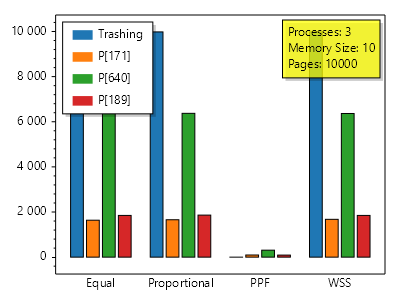 10 000
8 000
6 000
4 000
2 000
0
Trashing
P[171]
P[640]
P[189]
Processes: 3
Memory Size: 10
Pages: 10000
Equal
Proportional
PPF
WSS